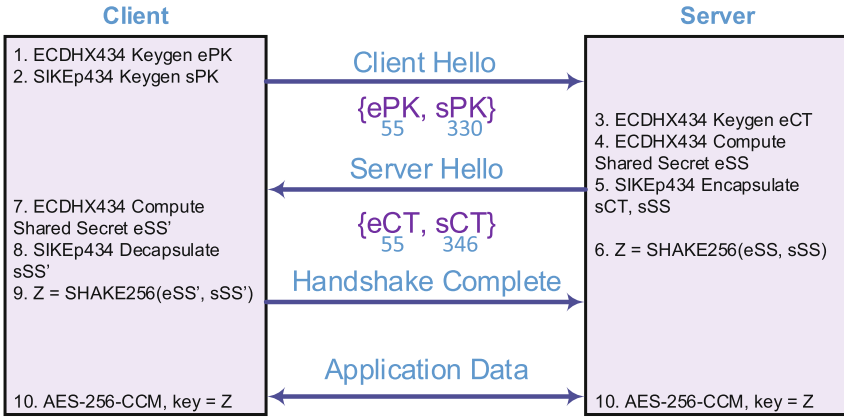 Client
Server
1. ECDHX434 Keygen ePK
2. SIKEp434 Keygen sPK
Client Hello
{ePK, sPK}
55 330
3. ECDHX434 Keygen eCT
4. ECDHX434 Compute
Shared Secret eSS
5. SIKEp434 Encapsulate
sCT, sSS
6. Z = SHAKE256(eSS, sSS)
Server Hello
{eCT, sCT}
55 346
7. ECDHX434 Compute
Shared Secret eSS’
8. SIKEp434 Decapsulate
sSS’
9. Z = SHAKE256(eSS’, sSS’)
Handshake Complete
Application Data
10. AES-256-CCM, key = Z
10. AES-256-CCM, key = Z